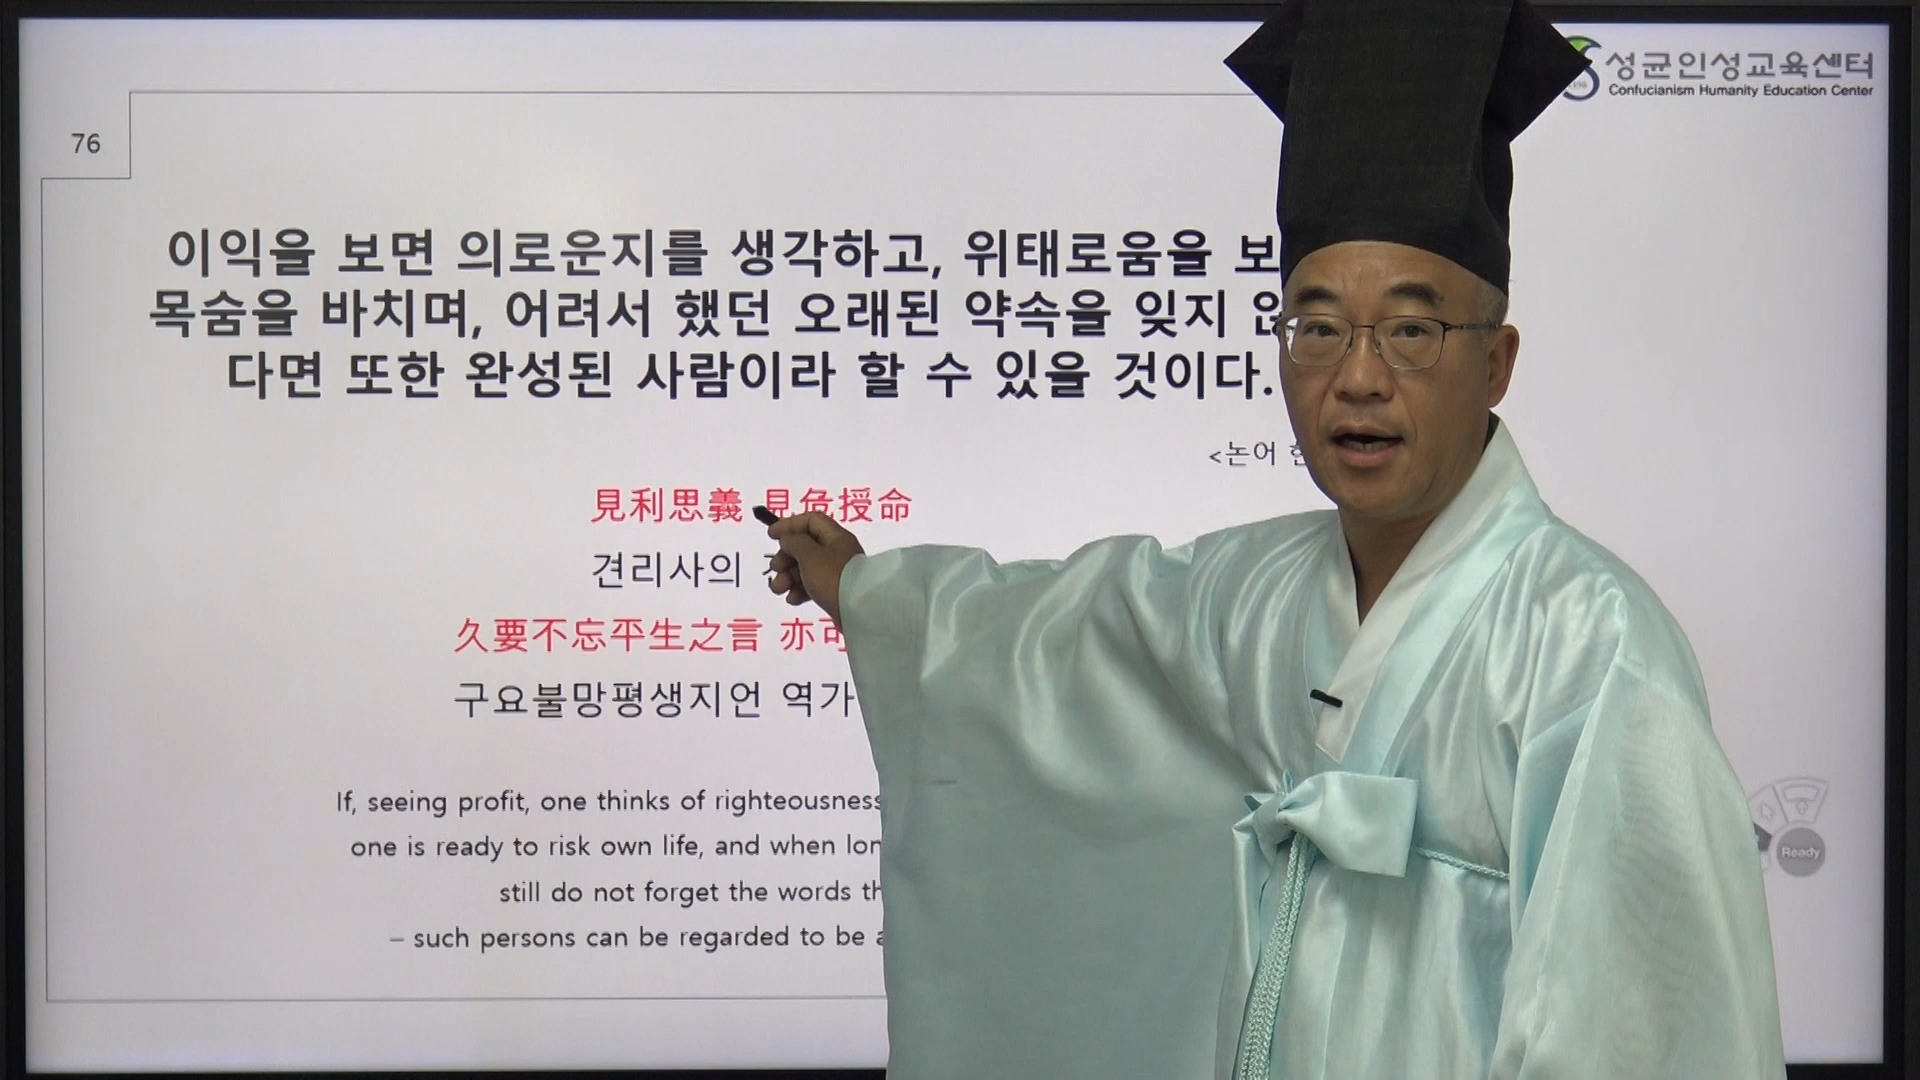 성균인성교육센터
Confucianism Humanity Education Center
76
이익을 보면 의로운지를 생각하고, 위태로움을
목숨을 바치며, 어려서 했던 오래된 약속을 잊지
다면 또한 완성된 사람이라 할 수 있을 것이다.
<논어
見利思義 見危授命
견리사의
久要不忘平生之言 亦可
구요불망평생지언 역가
If, seeing profit, one thinks of righteousness
one is ready to risk own life, and when
still do not forget the words
– such persons can be regarded to be
Ready